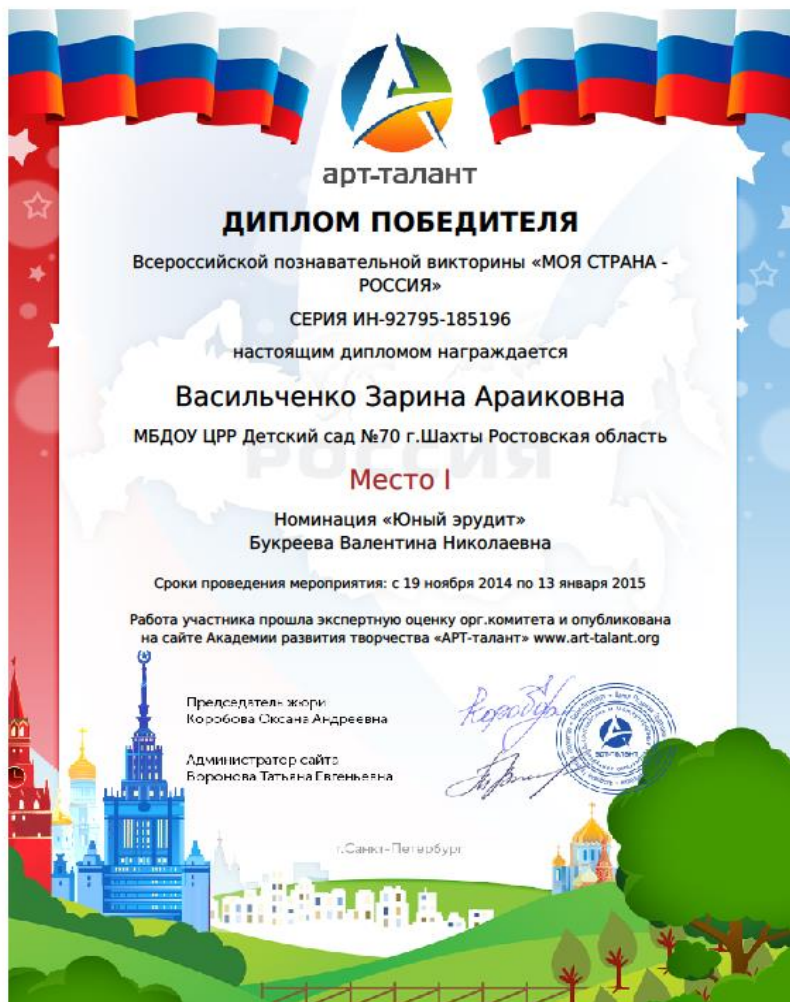 арт-талант
ДИПЛОМ ПОБЕДИТЕЛЯ
Всероссийской познавательной викторины «МОЯ СТРАНА -
РОССИЯ»
СЕРИЯ ИН-92795-185196
настоящим дипломом награждается
Васильченко Зарина Араиковна
МБДОУ ЦРР Детский сад №70 г.Шахты Ростовская область
РОССИЯ
Место I
Номинация «Юный эрудит»
Букреева Валентина Николаевна
Сроки проведения мероприятия: с 19 ноября 2014 по 13 января 2015
Работа участника прошла экспертную оценку орг.комитета и опубликована
на сайте Академии развития творчества «АРТ-талант» www.art-talant.org
Председатель жюри
Коробова Оксана Андреевна
Администратор сайта
Воронова Татьяна Евгеньевна
арт-талант
г.Санкт-Петербург